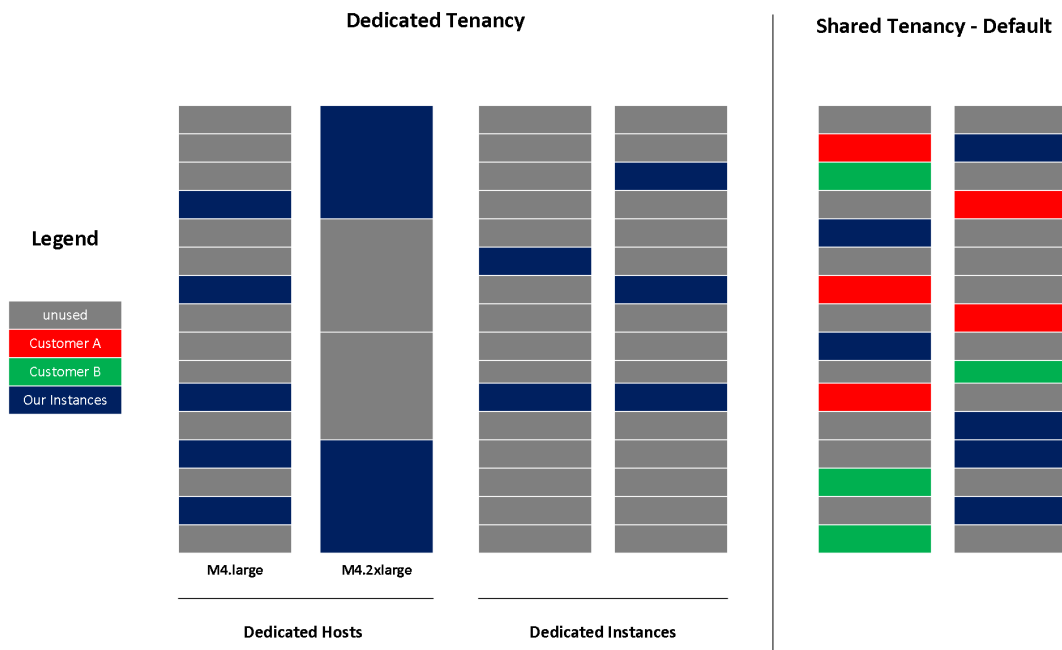 Dedicated Tenancy
Shared Tenancy - Default
Legend
unused
Customer A
Customer B
Our Instances
M4.large
M4.2xlarge
Dedicated Hosts
Dedicated Instances